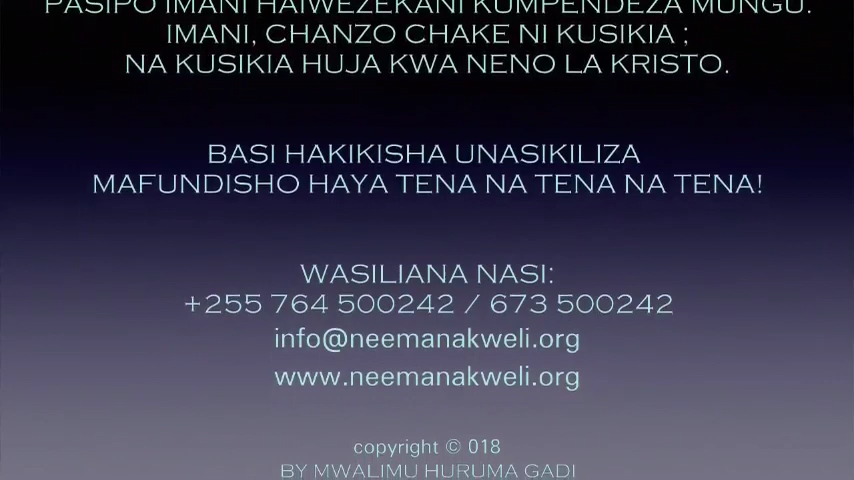 PASIPO IMANI HAIWEZEKANI KUMPENDEZA MUNGU.
IMANI, CHANZO CHAKE NI KUSIKIA ;
NA KUSIKIA HUJA KWA NENO LA KRISTO.
BASI HAKIKISHA UNASIKILIZA
MAFUNDISHO HAYA TENA NA TENA NA TENA!
WASILIANA NASI:
+255 764 500242 / 673 500242
info@neemanakweli.org
www.neemanakweli.org
copyright © 018
BY MWALIMU HURUMA GADI